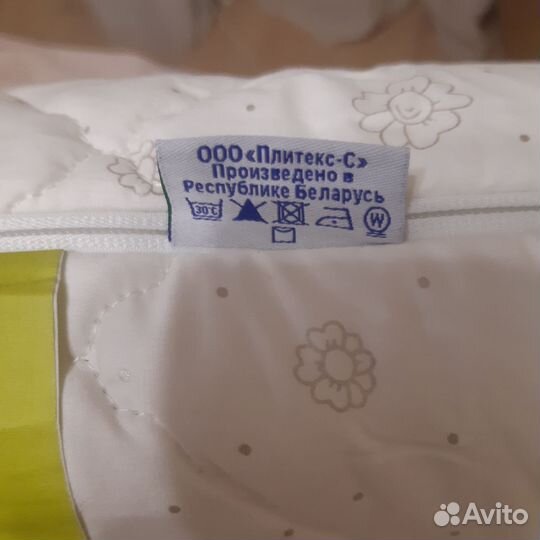 ООО «Плитекс-С»
Произведено в
Республике Беларусь
30°C W
Avito